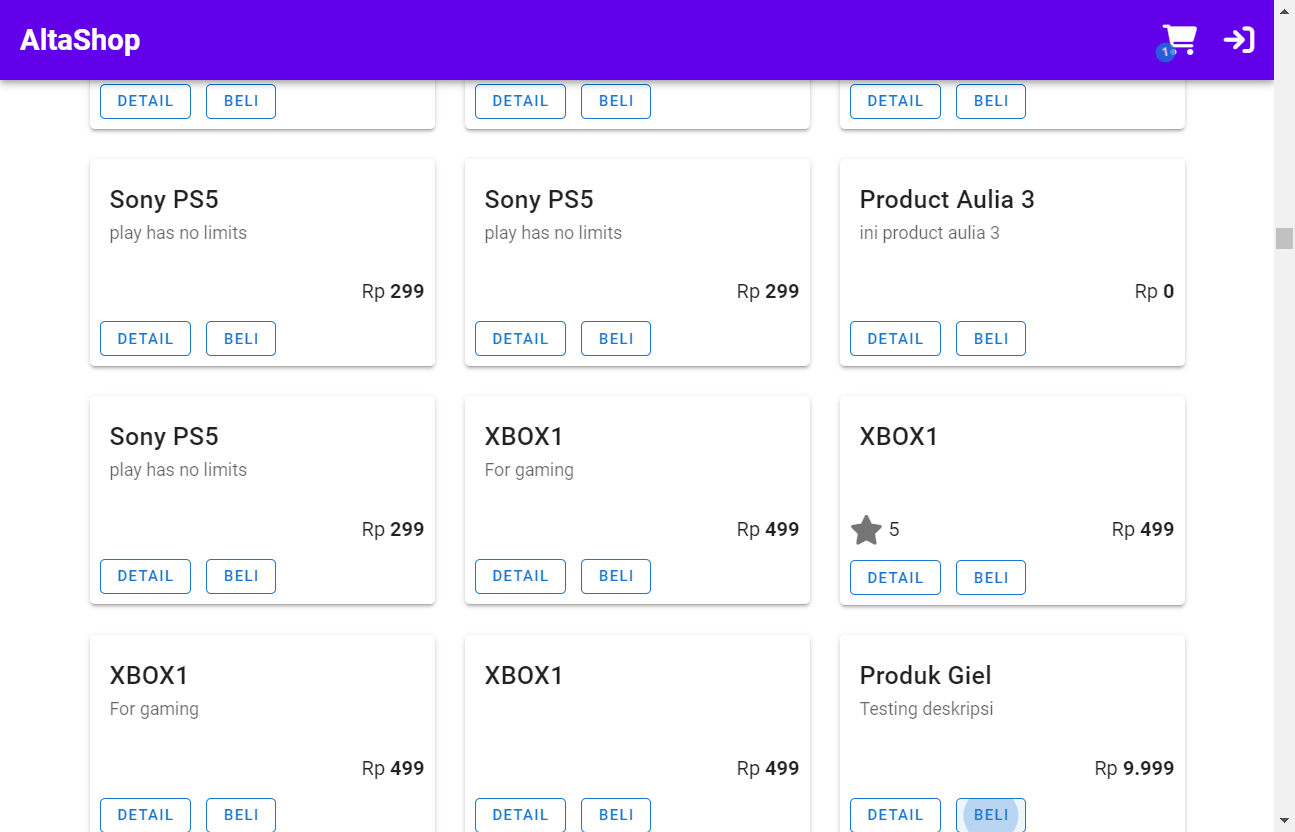 AltaShop
1
DETAIL BELI DETAIL BELI DETAIL BELI
Sony PS5
play has no limits
Rp 299
DETAIL BELI
Sony PS5
play has no limits
Rp 299
DETAIL BELI
Product Aulia 3
ini product aulia 3
Rp 0
DETAIL BELI
Sony PS5
play has no limits
Rp 299
DETAIL BELI
XBOX1
For gaming
Rp 499
DETAIL BELI
XBOX1
5 Rp 499
DETAIL BELI
XBOX1
For gaming
Rp 499
DETAIL BELI
XBOX1
Rp 499
DETAIL BELI
Produk Giel
Testing deskripsi
Rp 9.999
DETAIL BELI